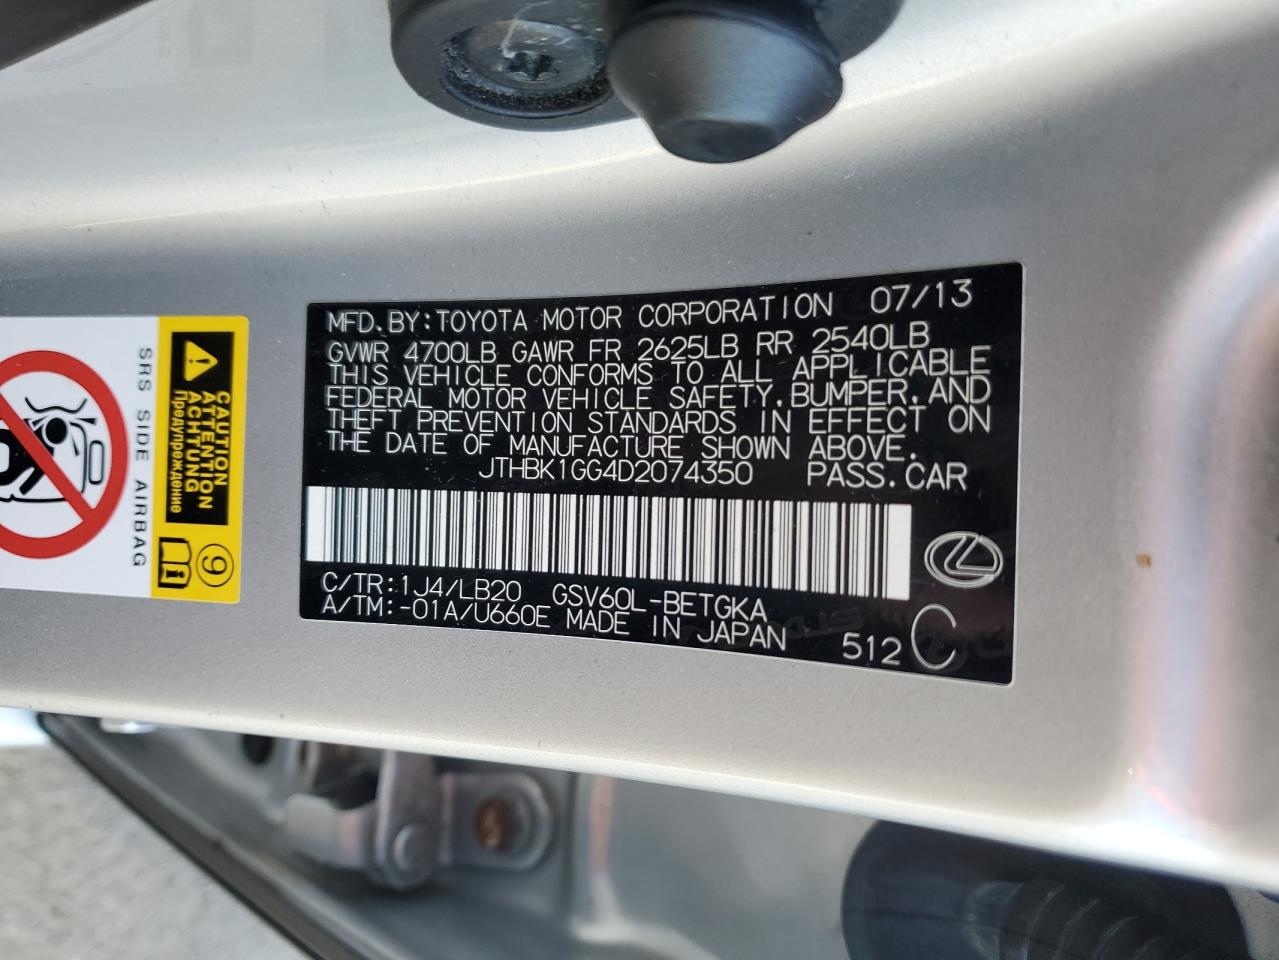 MFD.BY:TOYOTA MOTOR CORPORATION 07/13
GVWR 4700LB GAWR FR 2625LB RR 2540LB
THIS VEHICLE CONFORMS TO ALL APPLICABLE
FEDERAL MOTOR VEHICLE SAFETY,BUMPER,AND
THEFT PREVENTION STANDARDS IN EFFECT ON
THE DATE OF MANUFACTURE SHOWN ABOVE.
JTHBK1GG4D2074350 PASS.CAR
C/TR:1J4/LB20 GSV60L-BETGKA
A/TM:-01A/U660E MADE IN JAPAN 512 C
CAUTION
ATTENTION
ACHTUNG
Предупреждение
9
SRS SIDE AIRBAG